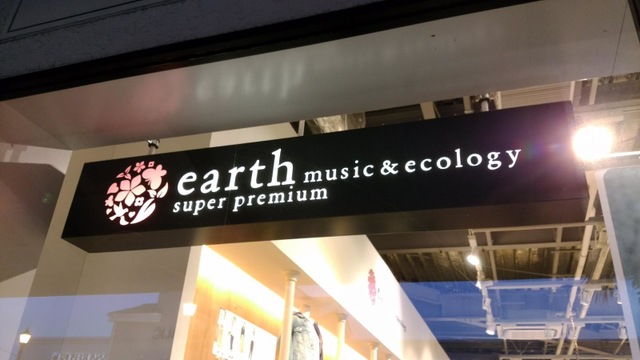 earth music & ecology
super premium